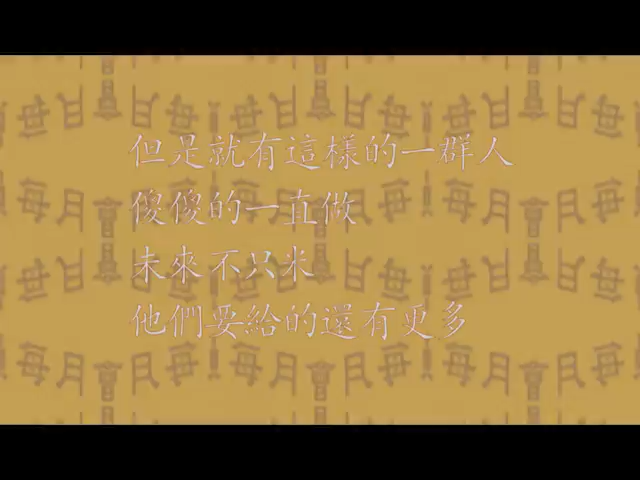 但是就有這樣的一群人
傻傻的一直做
未來不只米
他們要給的還有更多